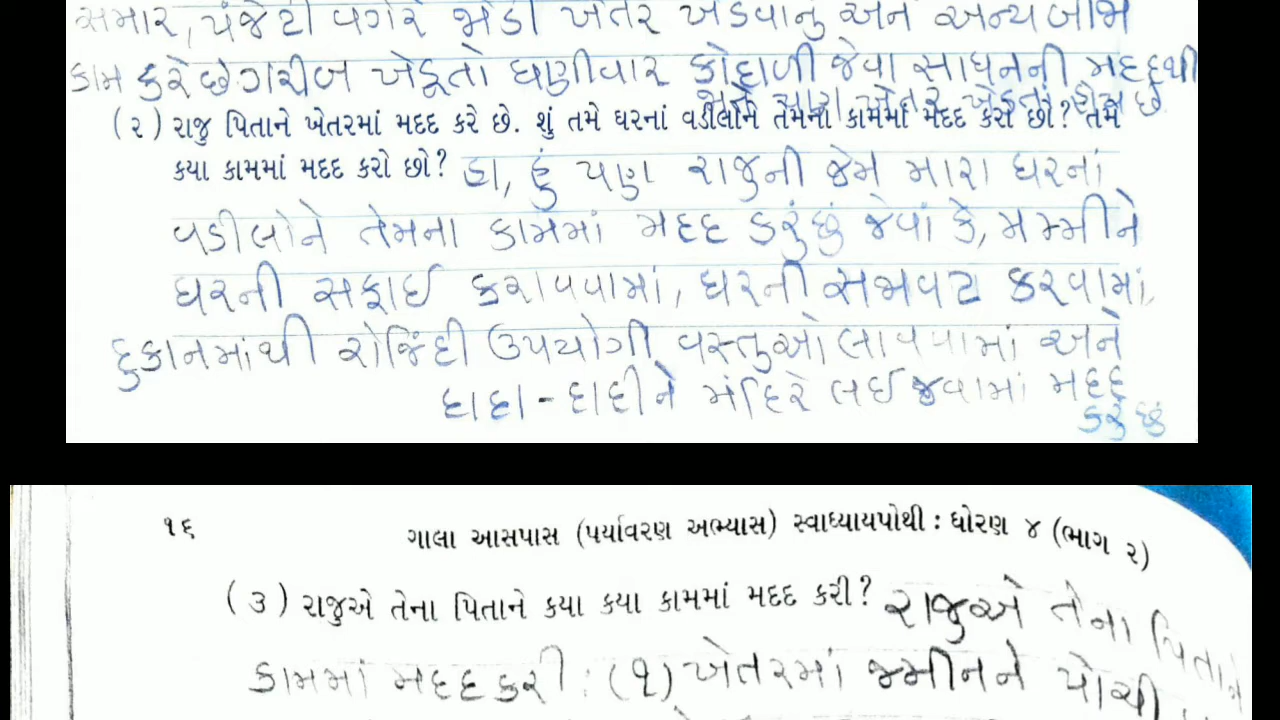 સમાર, પંજેટી વગેરે જોડી ખેતર ખેડવાનું અને અન્ય
કામ કરે છે ગરીબ ખેડૂતો ઘણીવાર કોદાળી જેવા સાધનની મદદથી
ખેતર
(૨) રાજુ પિતાને ખેતરમાં મદદ કરે છે. શું તમે ઘરનાં વડીલોને તેમના કામમાં મદદ કરો છો? તમે
કયા કામમાં મદદ કરો છો? હા, હું પણ રાજુની જેમ મારા ઘરનાં
વડીલોને તેમના કામમાં મદદ કરું છું જેવાં કે, મમ્મીને
ઘરની સફાઈ કરાવવામાં, ઘરની સજાવટ કરવામાં,
દુકાનમાંથી રોજિંદી ઉપયોગી વસ્તુઓ લાવવામાં અને
દાદા - દાદીને મંદિરે લઈ જવામાં મદદ
કરું છું
૧૬ ગાલા આસપાસ (પર્યાવરણ અભ્યાસ) સ્વાધ્યાયપોથી : ધોરણ ૪ (ભાગ ૨)
(૩) રાજુએ તેના પિતાને કયા કયા કામમાં મદદ કરી? રાજુએ તેના પિતાને
કામમાં મદદ કરી : (૧) ખેતરમાં જમીનને પોચી